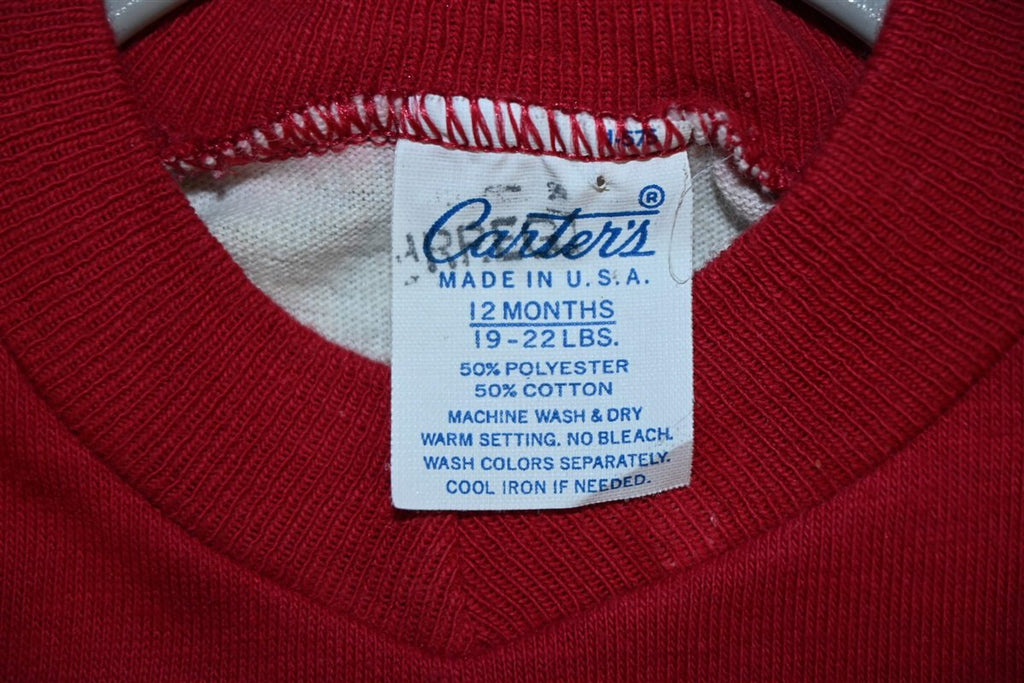 Carter's®
MADE IN U.S.A.
12 MONTHS
19-22 LBS.
50% POLYESTER
50% COTTON
MACHINE WASH & DRY
WARM SETTING. NO BLEACH.
WASH COLORS SEPARATELY.
COOL IRON IF NEEDED.